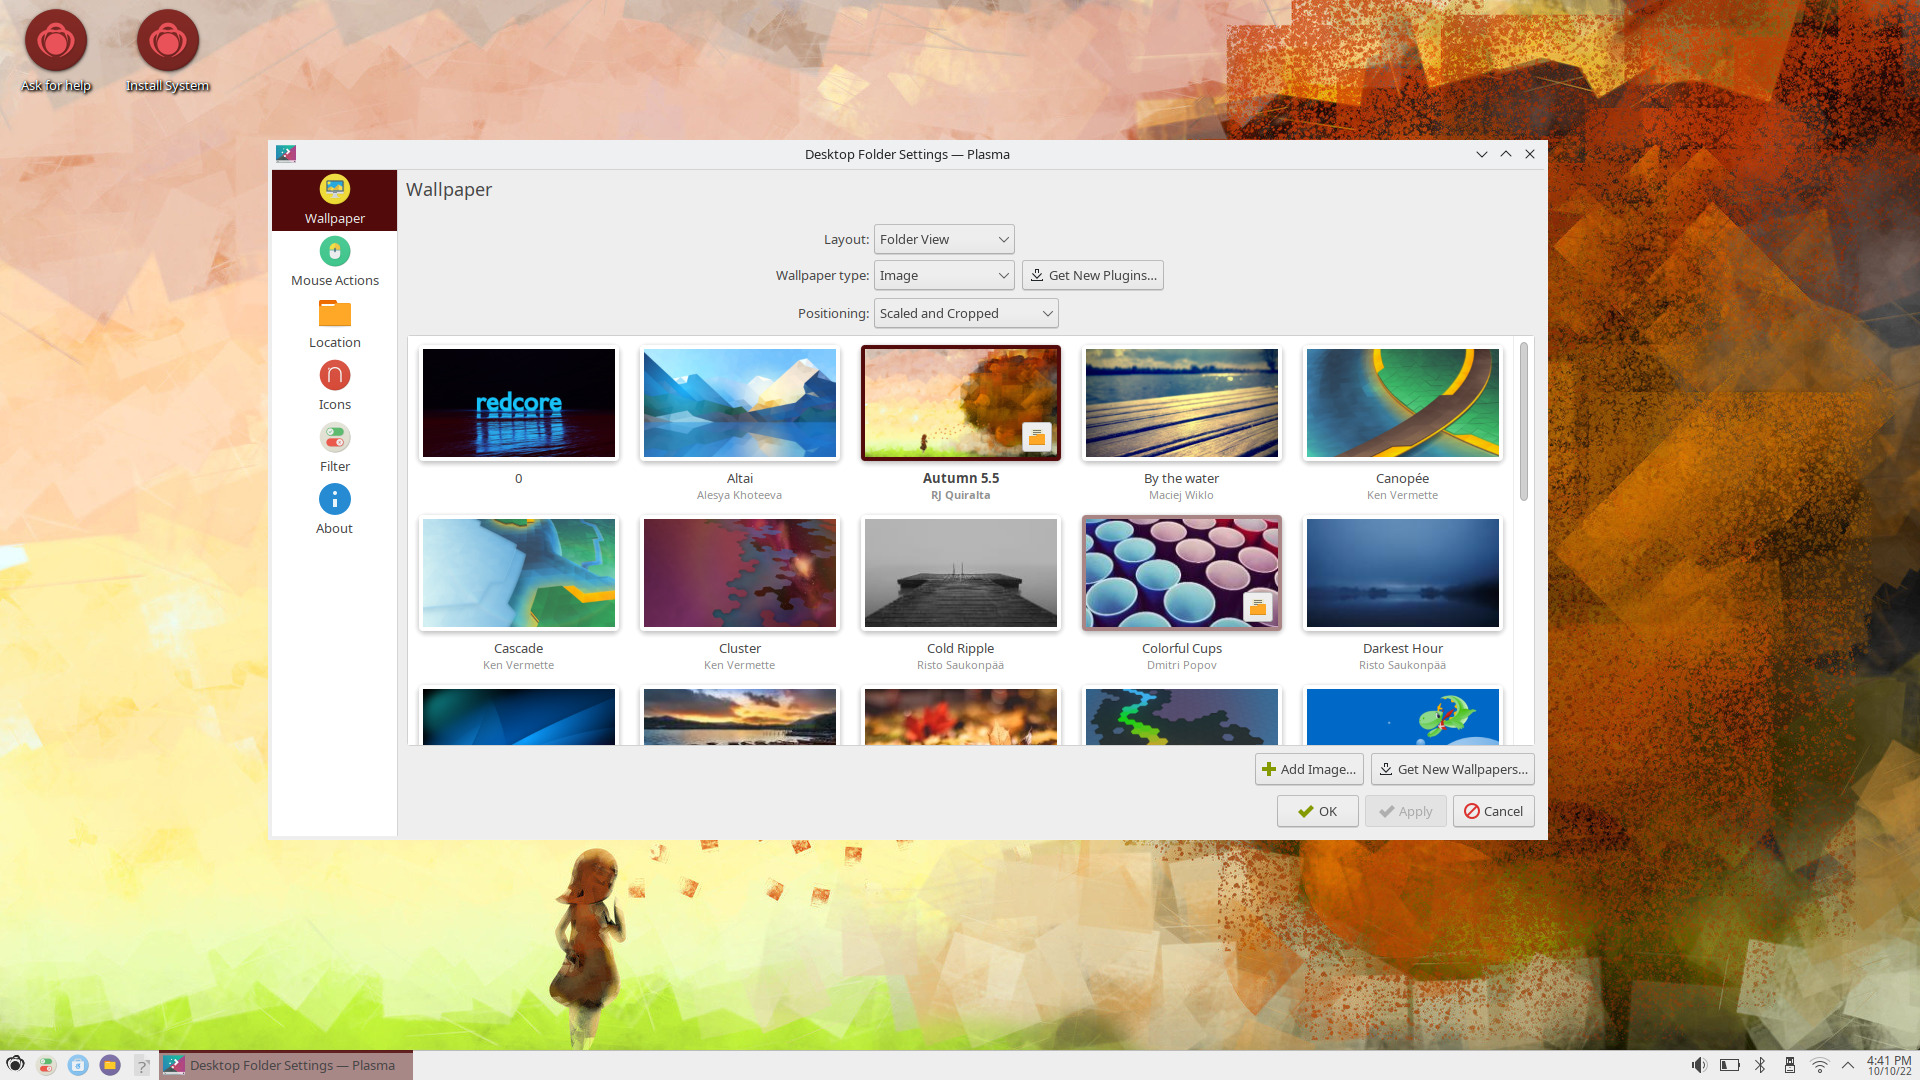 Ask for help
Install System
Desktop Folder Settings — Plasma
Wallpaper
Mouse Actions
Location
Icons
Filter
About
Wallpaper
Layout: Folder View
Wallpaper type: Image Get New Plugins...
Positioning: Scaled and Cropped
redcore
0
Altai
Alesya Khoteeva
Autumn 5.5
RJ Quiralta
By the water
Maciej Wiklo
Canopée
Ken Vermette
Cascade
Ken Vermette
Cluster
Ken Vermette
Cold Ripple
Risto Saukonpää
Colorful Cups
Dmitri Popov
Darkest Hour
Risto Saukonpää
Add Image... Get New Wallpapers...
OK Apply Cancel
Desktop Folder Settings — Plasma
4:41 PM
10/10/22